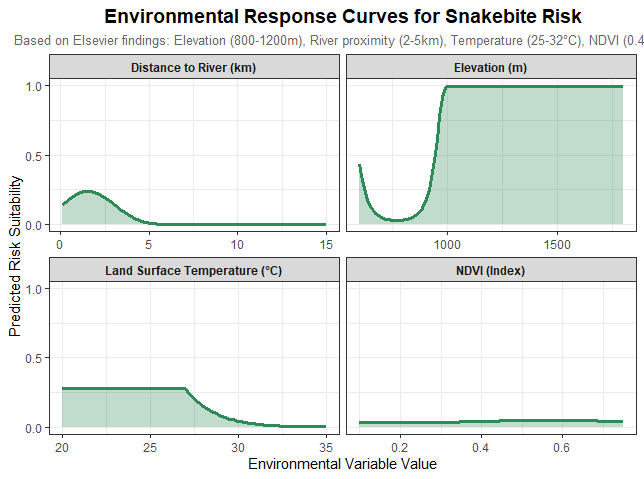 Environmental Response Curves for Snakebite Risk
Based on Elsevier findings: Elevation (800-1200m), River proximity (2-5km), Temperature (25-32°C), NDVI (0.4
Distance to River (km)
Elevation (m)
1.0
0.5
0.0
0 5 10 15
1000 1500
Land Surface Temperature (°C)
NDVI (Index)
1.0
0.5
0.0
20 25 30 35
0.2 0.4 0.6
Predicted Risk Suitability
Environmental Variable Value